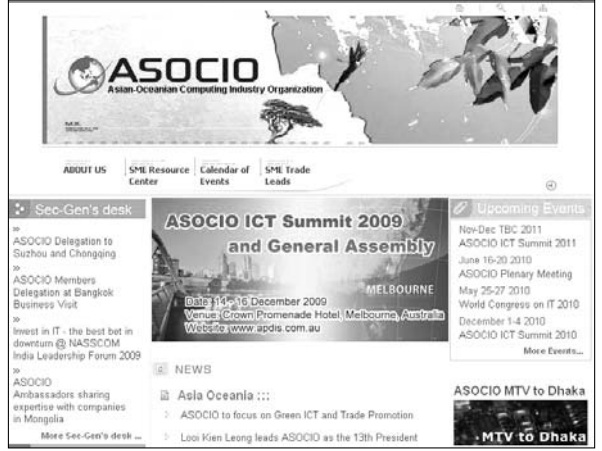 ASOCIO
Asian-Oceanian Computing Industry Organization
ABOUT US
SME Resource
Center
Calendar of
Events
SME Trade
Leads
Sec-Gen's desk
»
ASOCIO Delegation to
Suzhou and Chongqing
»
ASOCIO Members
Delegation at Bangkok
Business Visit
»
Invest in IT - the best bet in
downturn @ NASSCOM
India Leadership Forum 2009
»
ASOCIO
Ambassadors sharing
expertise with companies
in Mongolia
More Sec-Gen's desk ...
ASOCIO ICT Summit 2009
and General Assembly
MELBOURNE
Date: 14 - 16 December 2009
Venue: Crown Promenade Hotel, Melbourne, Australia
Website: www.apdis.com.au
NEWS
Asia Oceania :::
ASOCIO to focus on Green ICT and Trade Promotion
Looi Kien Leong leads ASOCIO as the 13th President
Upcoming Events
Nov-Dec TBC 2011
ASOCIO ICT Summit 2011
June 16-20 2010
ASOCIO Plenary Meeting
May 25-27 2010
World Congress on IT 2010
December 1-4 2010
ASOCIO ICT Summit 2010
More Events...
ASOCIO MTV to Dhaka
MTV to Dhaka